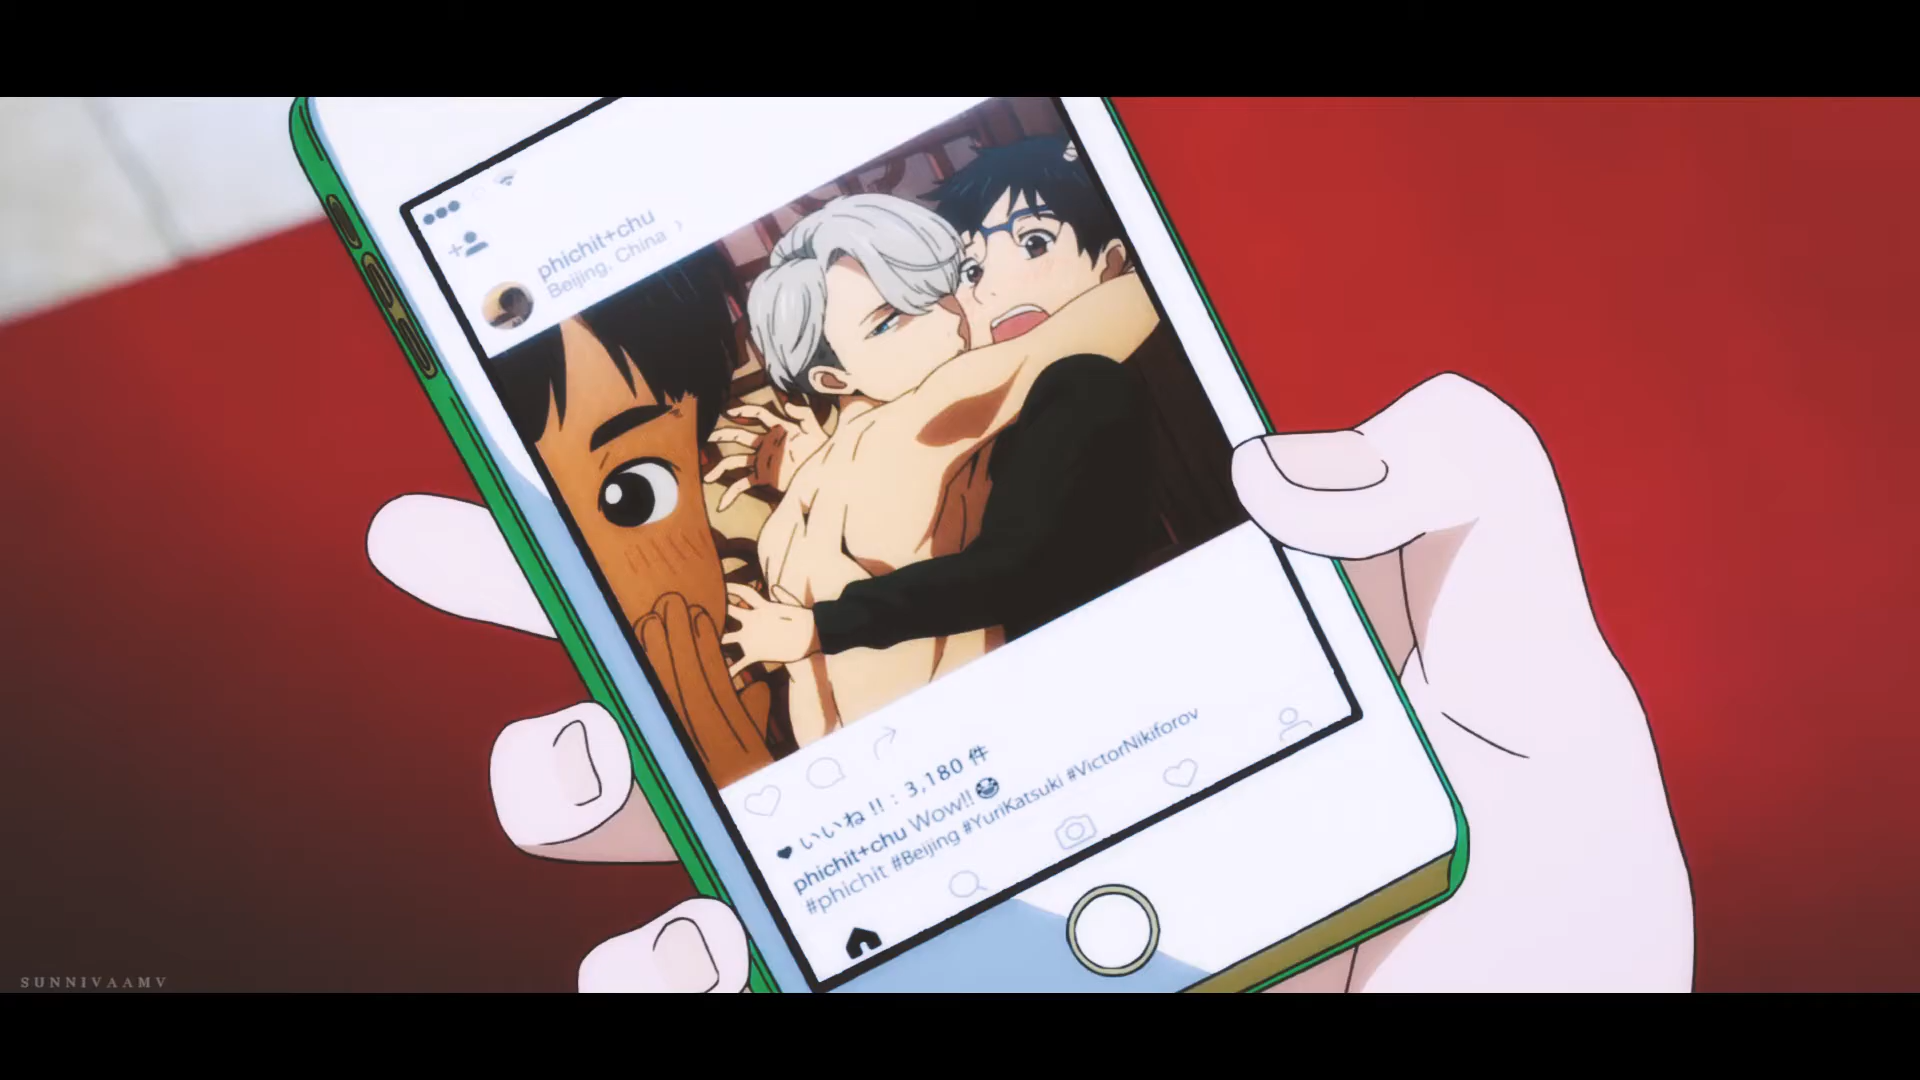 phichit+chu
Beijing, China >
❤ いいね!! : 3,180 件
phichit+chu Wow!! 😆
#phichit #Beijing #YuriKatsuki #VictorNikiforov
SUNNIVAAMV